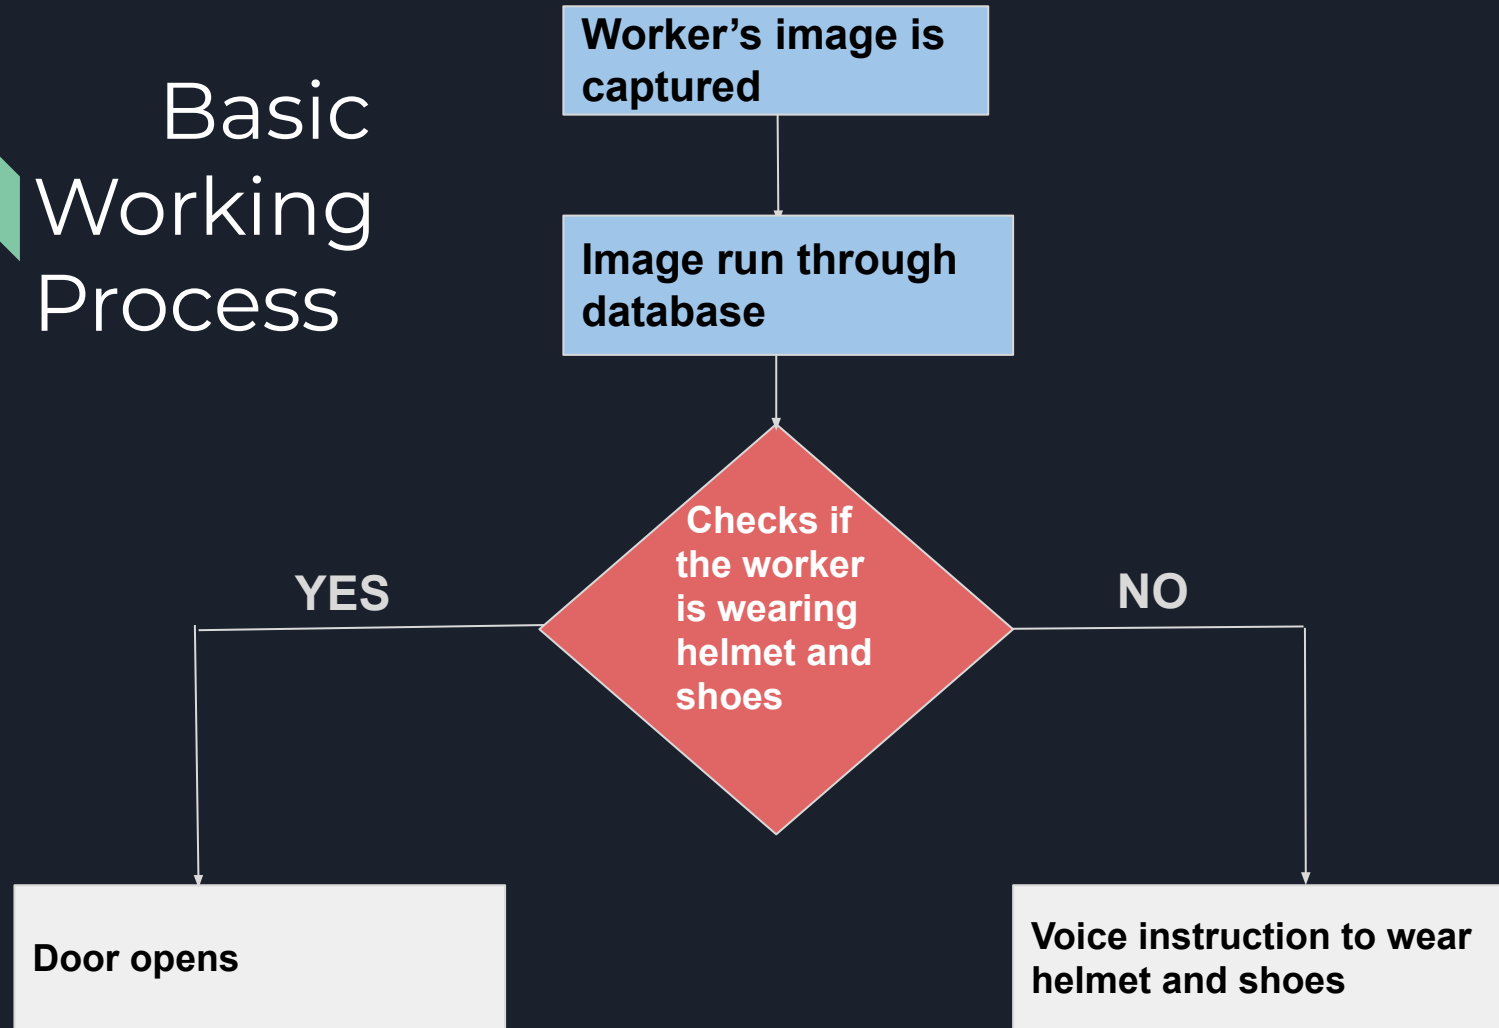 Basic
Working
Process
Worker’s image is
captured
Image run through
database
Checks if
the worker
is wearing
helmet and
shoes
YES
NO
Door opens
Voice instruction to wear
helmet and shoes